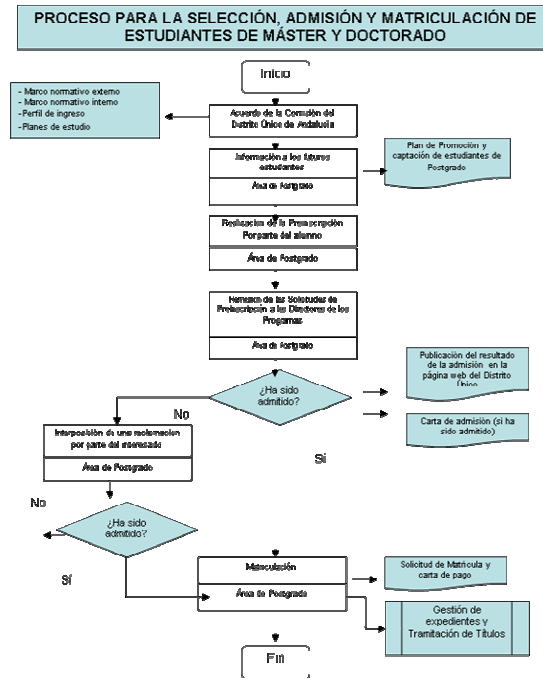 PROCESO PARA LA SELECCIÓN, ADMISIÓN Y MATRICULACIÓN DE
ESTUDIANTES DE MÁSTER Y DOCTORADO
Inicio
- Marco normativo externo
- Marco normativo interno
-Perfil de ingreso
-Planes de estudio
Acuerdo de la Comisión del
Distrito Único de Andalucía
Información a los futuros
estudiantes
Área de Postgrado
Plan de Promoción y
captación de estudiantes de
Postgrado
Realización de la Preinscripción
Por parte del alumno
Área de Postgrado
Remisión de las Solicitudes de
Preinscripción a las Directores de los
Programas
Área de Postgrado
¿Ha sido
admitido?
Publicación del resultado
de la admisión en la
página web del Distrito
Único
Carta de admisión (si ha
sido admitido)
No
Sí
Interposición de una reclamación
por parte del interesado
Área de Postgrado
No
¿Ha sido
admitido?
Sí
Matriculación
Área de Postgrado
Solicitud de Matrícula y
carta de pago
Gestión de
expedientes y
Tramitación de Títulos
Fin